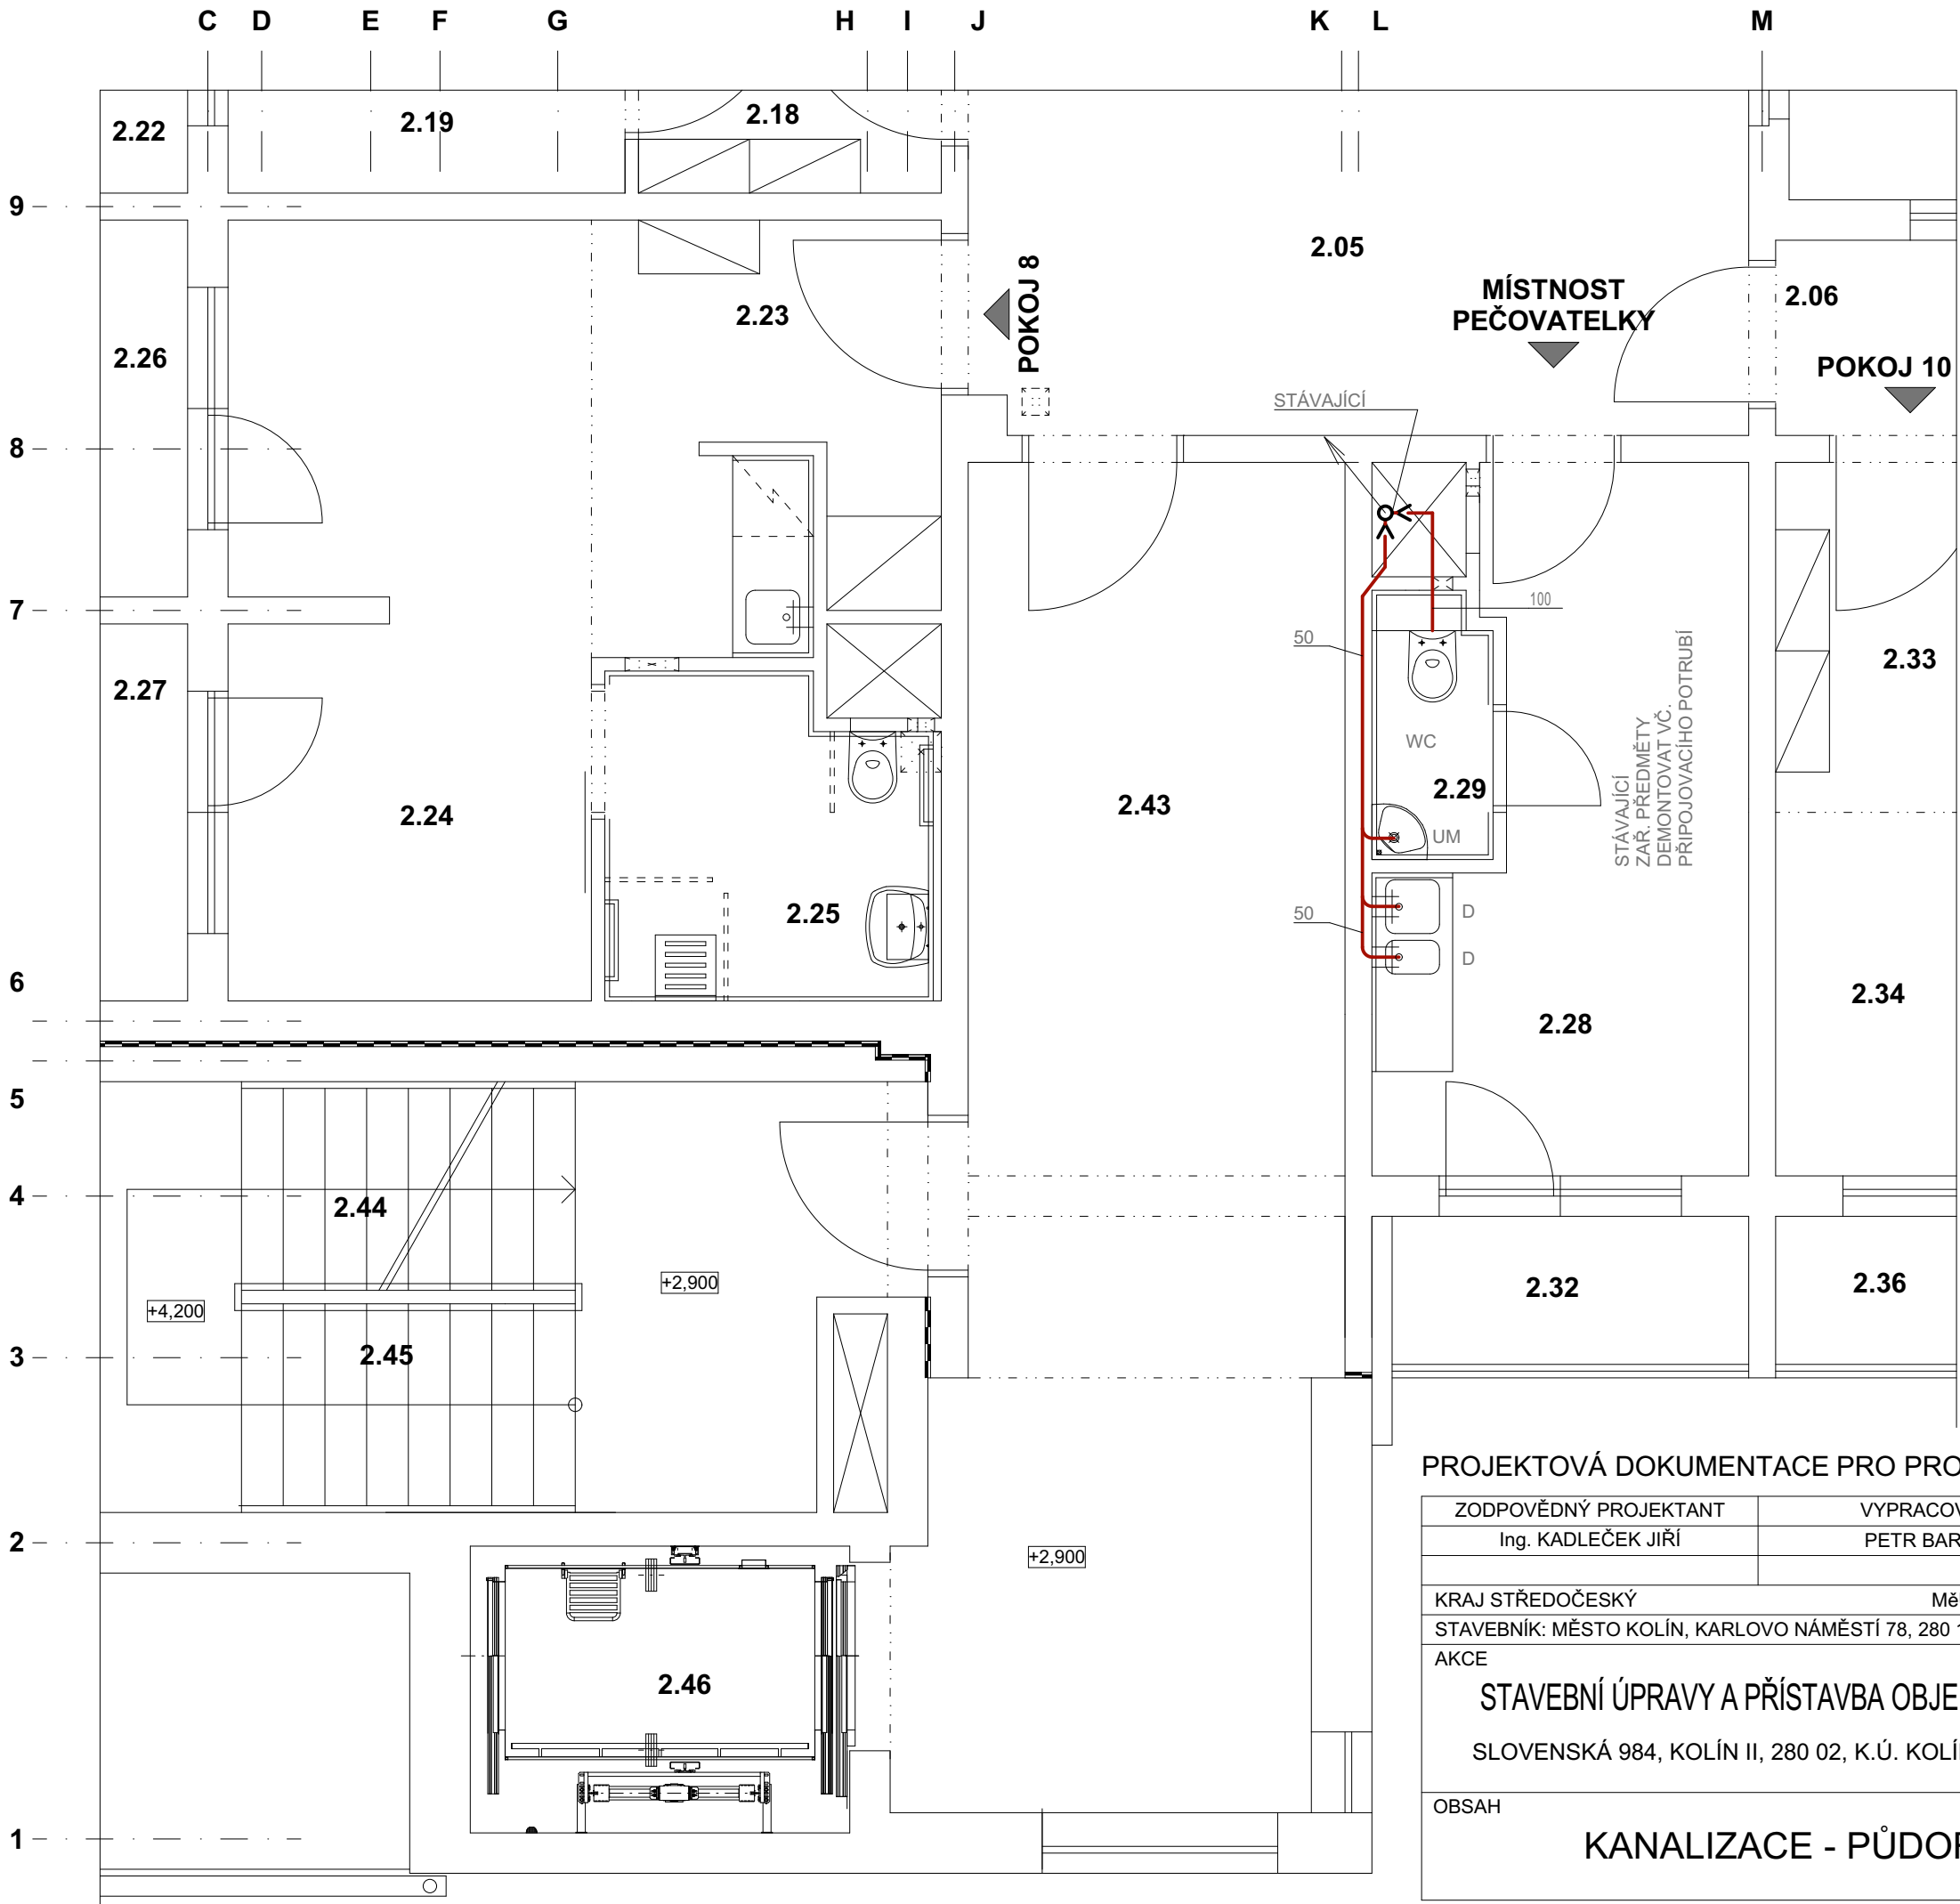 C D E F G H I J K L M
2.22
2.19
2.18
9
2.05
2.23
POKOJ 8
MÍSTNOST
PEČOVATELKY
2.06
2.26
POKOJ 10
STÁVAJÍCÍ
8
7
100
50
2.27
2.33
STÁVAJÍCÍ
ZAŘ. PŘEDMĚTY
DEMONTOVAT VČ.
PŘIPOJOVACÍHO POTRUBÍ
WC
2.29
2.24
2.43
UM
2.25
50
D
D
6
2.34
2.28
5
4
2.44
+2,900
2.32
2.36
+4,200
3
2.45
PROJEKTOVÁ DOKUMENTACE PRO PRO
ZODPOVĚDNÝ PROJEKTANT VYPRACOV
Ing. KADLEČEK JIŘÍ PETR BAR
2
+2,900
KRAJ STŘEDOČESKÝ Mě
STAVEBNÍK: MĚSTO KOLÍN, KARLOVO NÁMĚSTÍ 78, 280 1
AKCE
2.46
STAVEBNÍ ÚPRAVY A PŘÍSTAVBA OBJE
SLOVENSKÁ 984, KOLÍN II, 280 02, K.Ú. KOLÍ
OBSAH
1
KANALIZACE - PŮDO